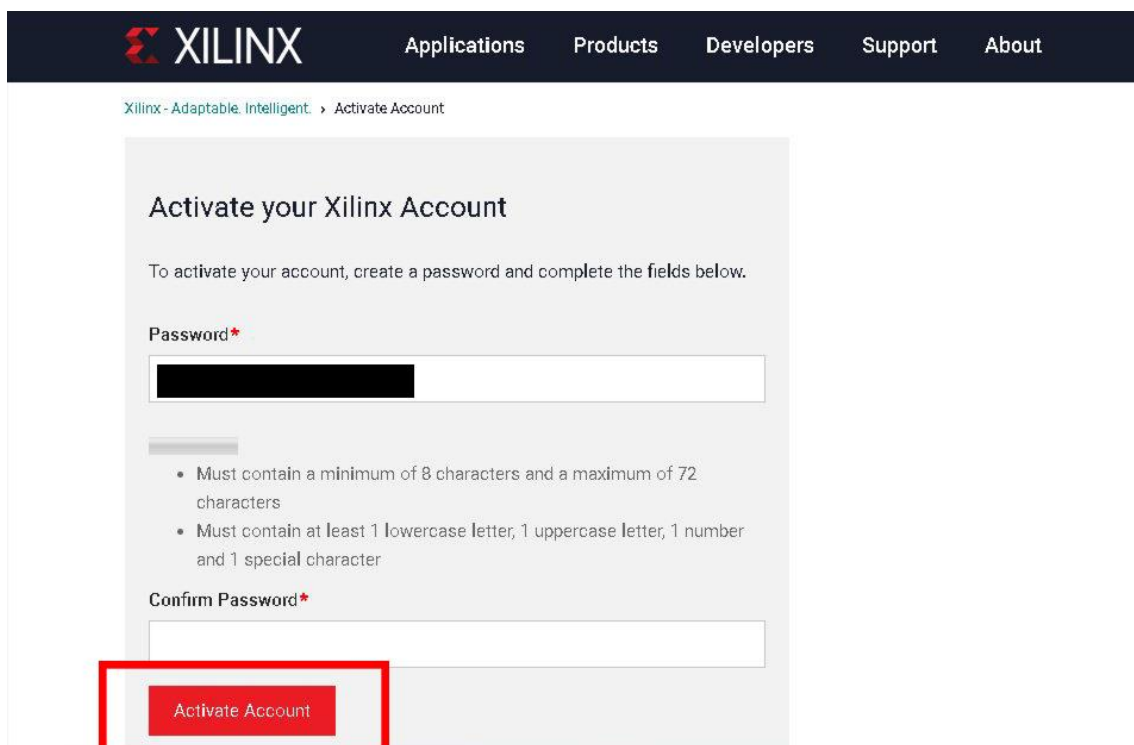 XILINX Applications Products Developers Support About
Xilinx - Adaptable. Intelligent. › Activate Account
Activate your Xilinx Account
To activate your account, create a password and complete the fields below.
Password*
• Must contain a minimum of 8 characters and a maximum of 72
characters
• Must contain at least 1 lowercase letter, 1 uppercase letter, 1 number
and 1 special character
Confirm Password*
Activate Account